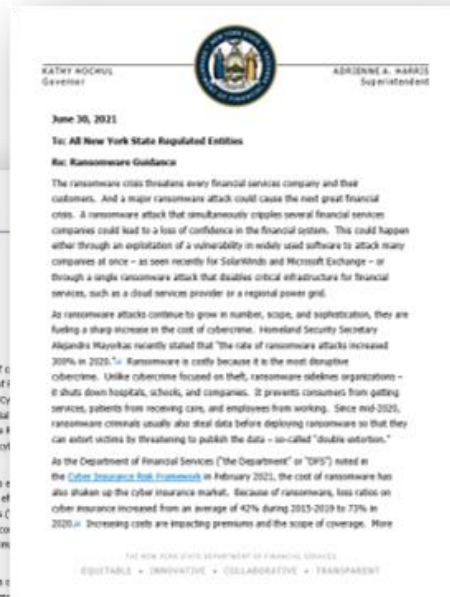 KATHY HOCHUL
Governor
ADRIENNE A. HARRIS
Superintendent
June 30, 2021
To: All New York State Regulated Entities
Re: Ransomware Guidance
The ransomware crisis threatens every financial services company and their
customers. And a major ransomware attack could cause the next great financial
crisis. A ransomware attack that simultaneously cripples several financial services
companies could lead to a loss of confidence in the financial system. This could happen
either through an exploitation of a vulnerability in widely used software to attack many
companies at once – as seen recently for SolarWinds and Microsoft Exchange – or
through a single ransomware attack that disables critical infrastructure for financial
services, such as a cloud services provider or a regional power grid.
As ransomware attacks continue to grow in number, scope, and sophistication, they are
fueling a sharp increase in the cost of cybercrime. Homeland Security Secretary
Alejandro Mayorkas recently stated that "the rate of ransomware attacks increased
300% in 2020." Ransomware is costly because it is the most disruptive
cybercrime. Unlike cybercrime focused on theft, ransomware sidelines organizations –
it shuts down hospitals, schools, and companies. It prevents consumers from getting
services, patients from receiving care, and employees from working. Since mid-2020,
ransomware criminals usually also steal data before deploying ransomware so that they
can extort victims by threatening to publish the data – so-called "double extortion."
As the Department of Financial Services ("the Department" or "DFS") noted in
the Cyber Insurance Risk Framework in February 2021, the cost of ransomware has
also shaken up the cyber insurance market. Because of ransomware, loss ratios on
cyber insurance increased from an average of 42% during 2015-2019 to 73% in
2020. Increasing costs are impacting premiums and the scope of coverage. More
THE NEW YORK STATE DEPARTMENT OF FINANCIAL SERVICES
EQUITABLE • INNOVATIVE • COLLABORATIVE • TRANSPARENT